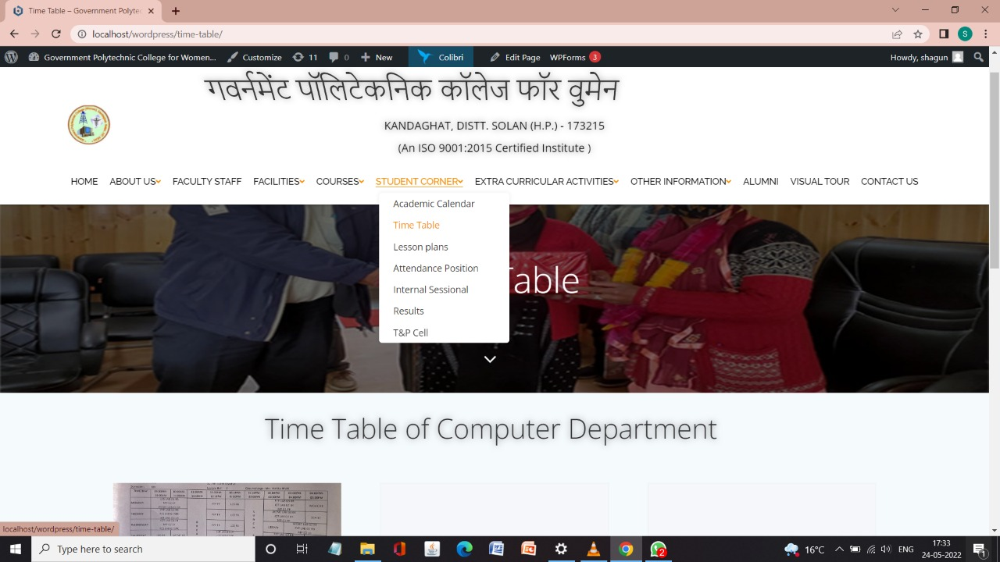 Time Table – Government Polyte
localhost/wordpress/time-table/
Government Polytechnic College for Women... Customize 11 0 New Colibri Edit Page WPForms 3 Howdy, shagun
S
गवर्नमेंट पॉलिटेकनिक कॉलेज फॉर वुमेन
KANDAGHAT, DISTT. SOLAN (H.P.) - 173215
(An ISO 9001:2015 Certified Institute )
HOME ABOUT US FACULTY STAFF FACILITIES COURSES STUDENT CORNER EXTRA CURRICULAR ACTIVITIES OTHER INFORMATION ALUMNI VISUAL TOUR CONTACT US
Academic Calendar
Time Table
Lesson plans
Attendance Position
Internal Sessional
Results
T&P Cell
Table
Time Table of Computer Department
localhost/wordpress/time-table/
Type here to search
2
16°C
ENG
17:33
24-05-2022
1